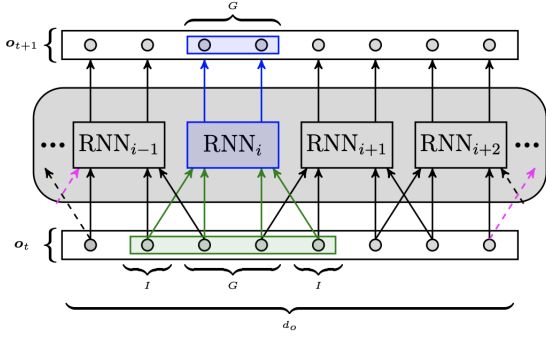 G
o_{t+1}
... RNN_{i-1} RNN_i RNN_{i+1} RNN_{i+2} ...
o_t
I G I
d_o